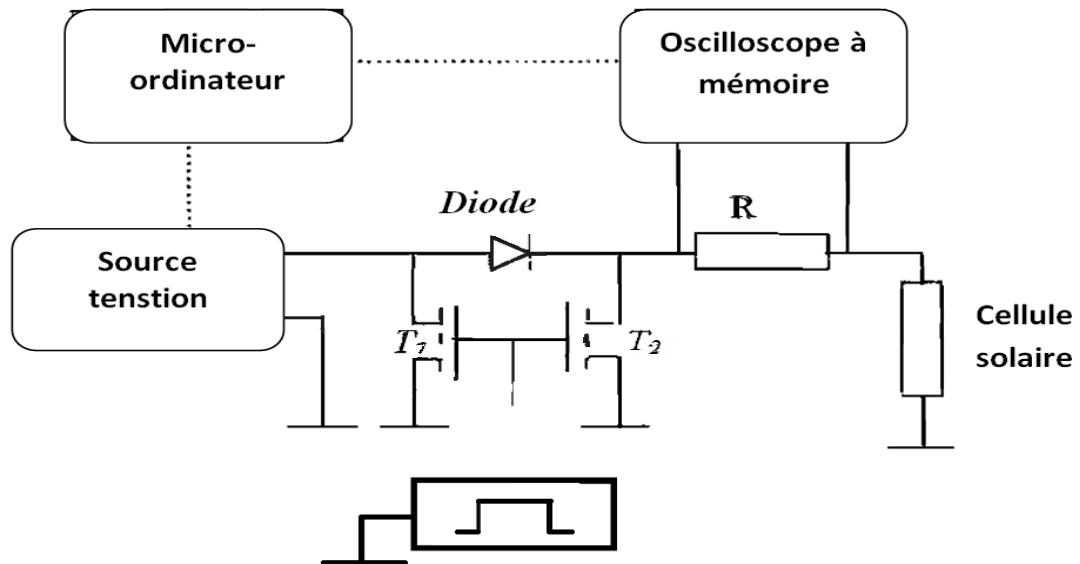 Micro-
ordinateur
Oscilloscope à
mémoire
Diode
R
Source
tenstion
T₁
T₂
Cellule
solaire